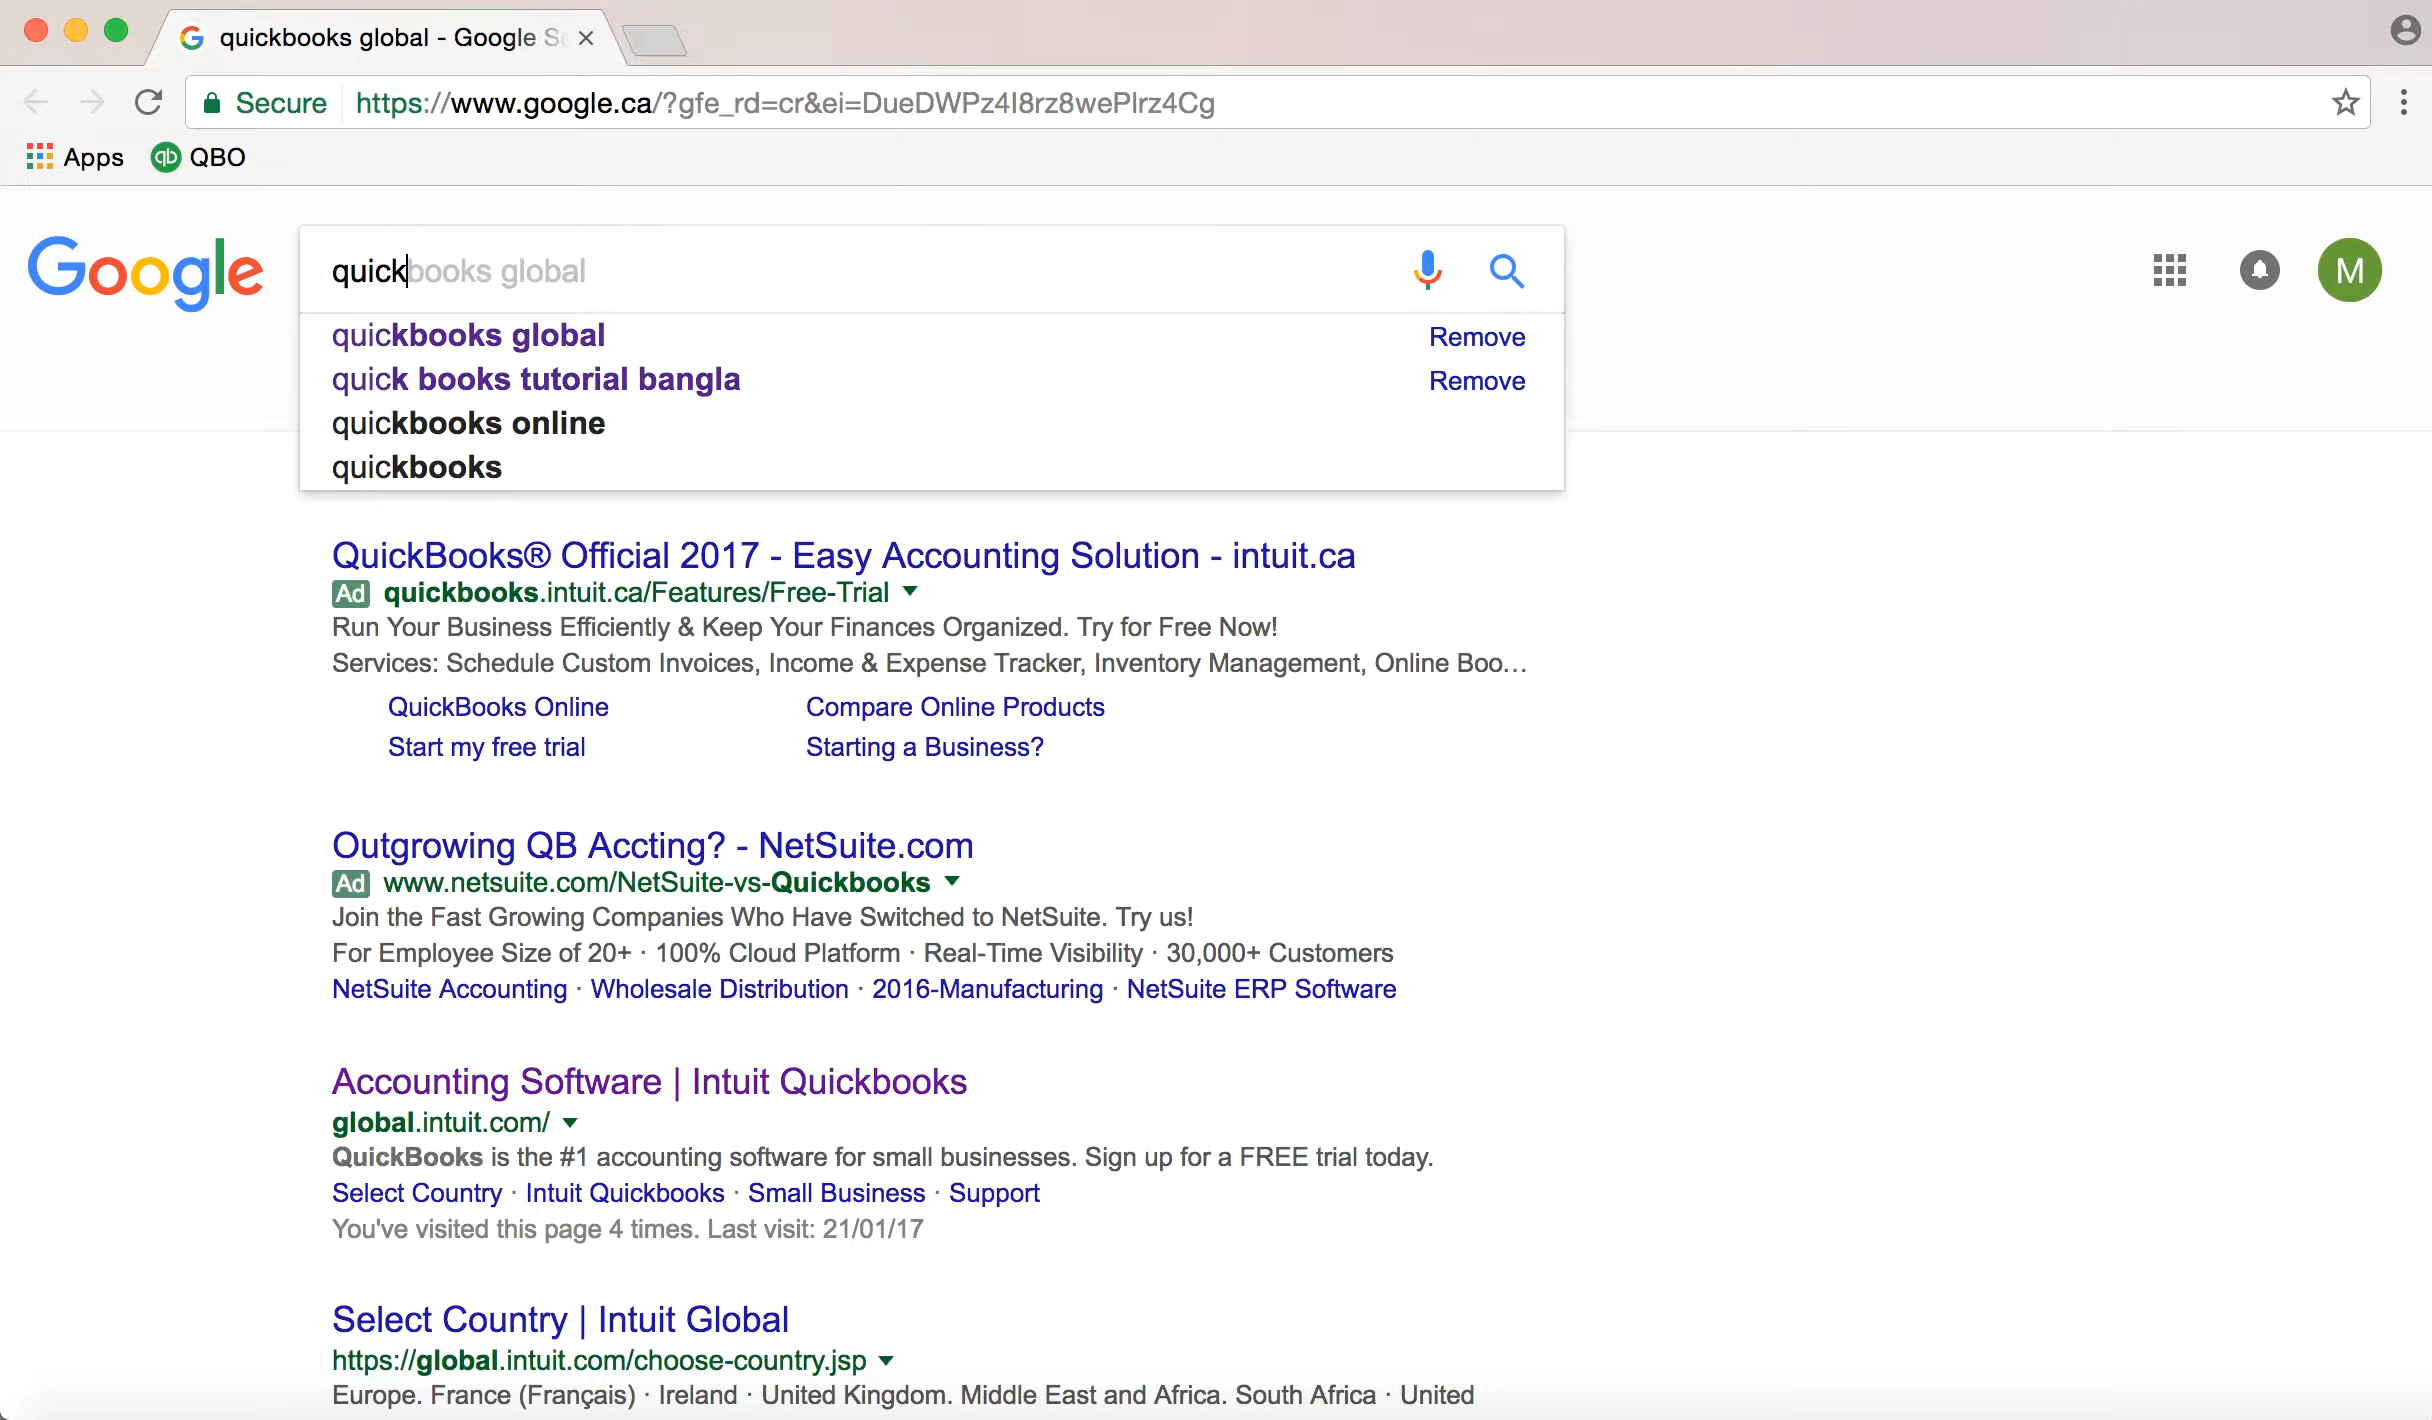 quickbooks global - Google Se
Secure https://www.google.ca/?gfe_rd=cr&ei=DueDWPz4I8rz8wePlrz4Cg
Apps QBO
Google
quickbooks global
M
quickbooks global Remove
quick books tutorial bangla Remove
quickbooks online
quickbooks
QuickBooks® Official 2017 - Easy Accounting Solution - intuit.ca
Ad quickbooks.intuit.ca/Features/Free-Trial
Run Your Business Efficiently & Keep Your Finances Organized. Try for Free Now!
Services: Schedule Custom Invoices, Income & Expense Tracker, Inventory Management, Online Boo...
QuickBooks Online Compare Online Products
Start my free trial Starting a Business?
Outgrowing QB Accting? - NetSuite.com
Ad www.netsuite.com/NetSuite-vs-Quickbooks
Join the Fast Growing Companies Who Have Switched to NetSuite. Try us!
For Employee Size of 20+ · 100% Cloud Platform · Real-Time Visibility · 30,000+ Customers
NetSuite Accounting · Wholesale Distribution · 2016-Manufacturing · NetSuite ERP Software
Accounting Software | Intuit Quickbooks
global.intuit.com/
QuickBooks is the #1 accounting software for small businesses. Sign up for a FREE trial today.
Select Country · Intuit Quickbooks · Small Business · Support
You've visited this page 4 times. Last visit: 21/01/17
Select Country | Intuit Global
https://global.intuit.com/choose-country.jsp
Europe. France (Français) · Ireland · United Kingdom. Middle East and Africa. South Africa · United